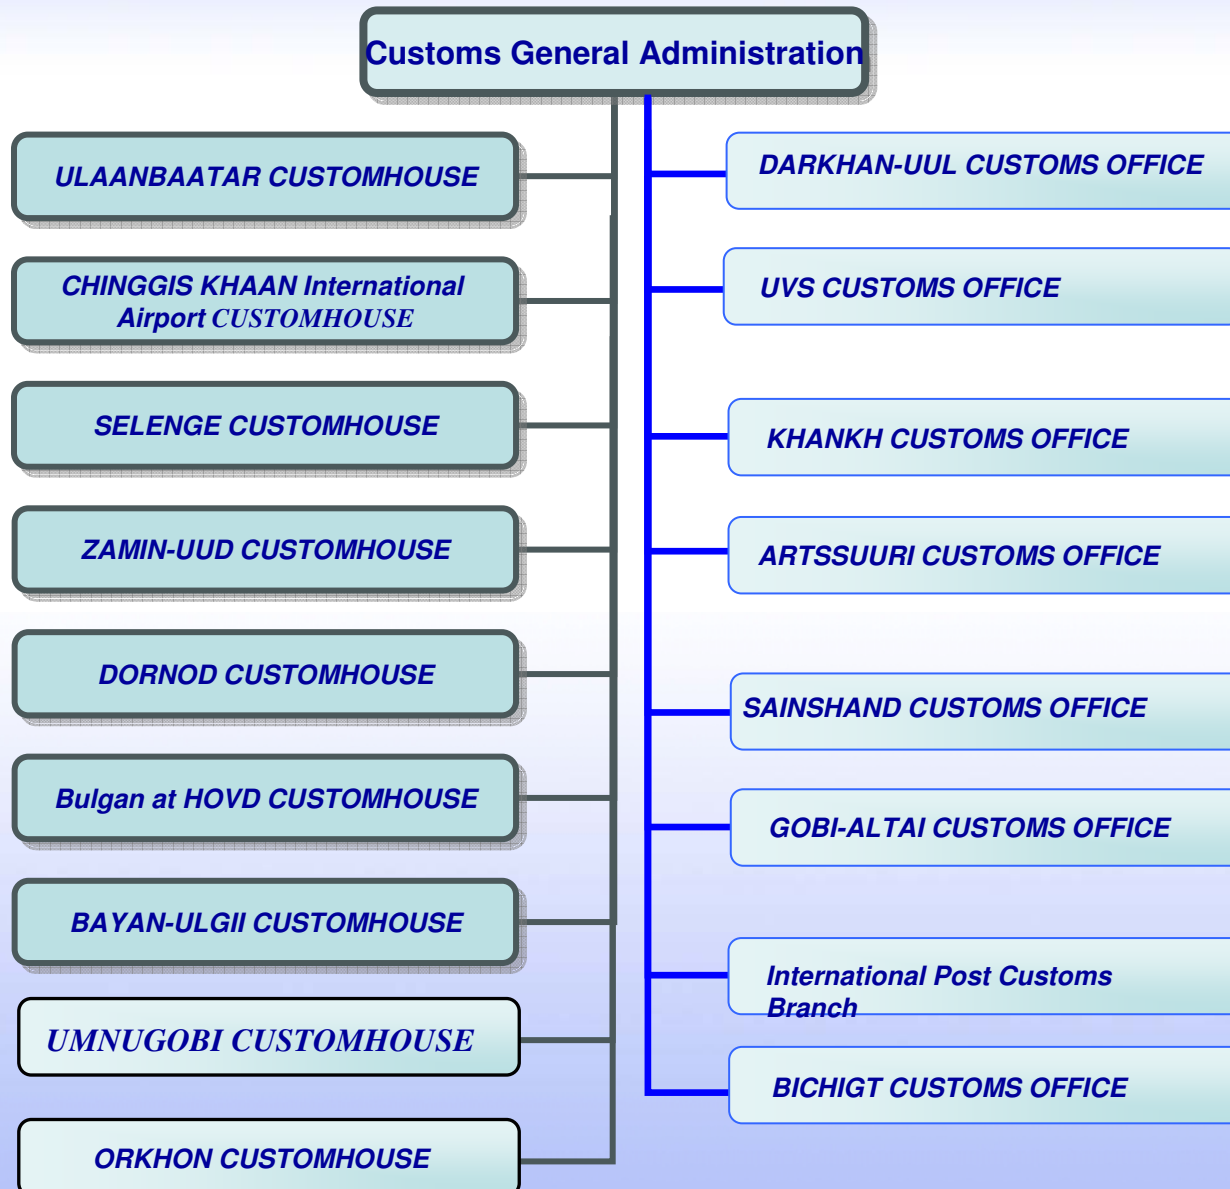 Customs General Administration
ULAANBAATAR CUSTOMHOUSE
CHINGGIS KHAAN International
Airport CUSTOMHOUSE
SELENGE CUSTOMHOUSE
ZAMIN-UUD CUSTOMHOUSE
DORNOD CUSTOMHOUSE
Bulgan at HOVD CUSTOMHOUSE
BAYAN-ULGII CUSTOMHOUSE
UMNUGOBI CUSTOMHOUSE
ORKHON CUSTOMHOUSE
DARKHAN-UUL CUSTOMS OFFICE
UVS CUSTOMS OFFICE
KHANKH CUSTOMS OFFICE
ARTSSUURI CUSTOMS OFFICE
SAINSHAND CUSTOMS OFFICE
GOBI-ALTAI CUSTOMS OFFICE
International Post Customs
Branch
BICHIGT CUSTOMS OFFICE